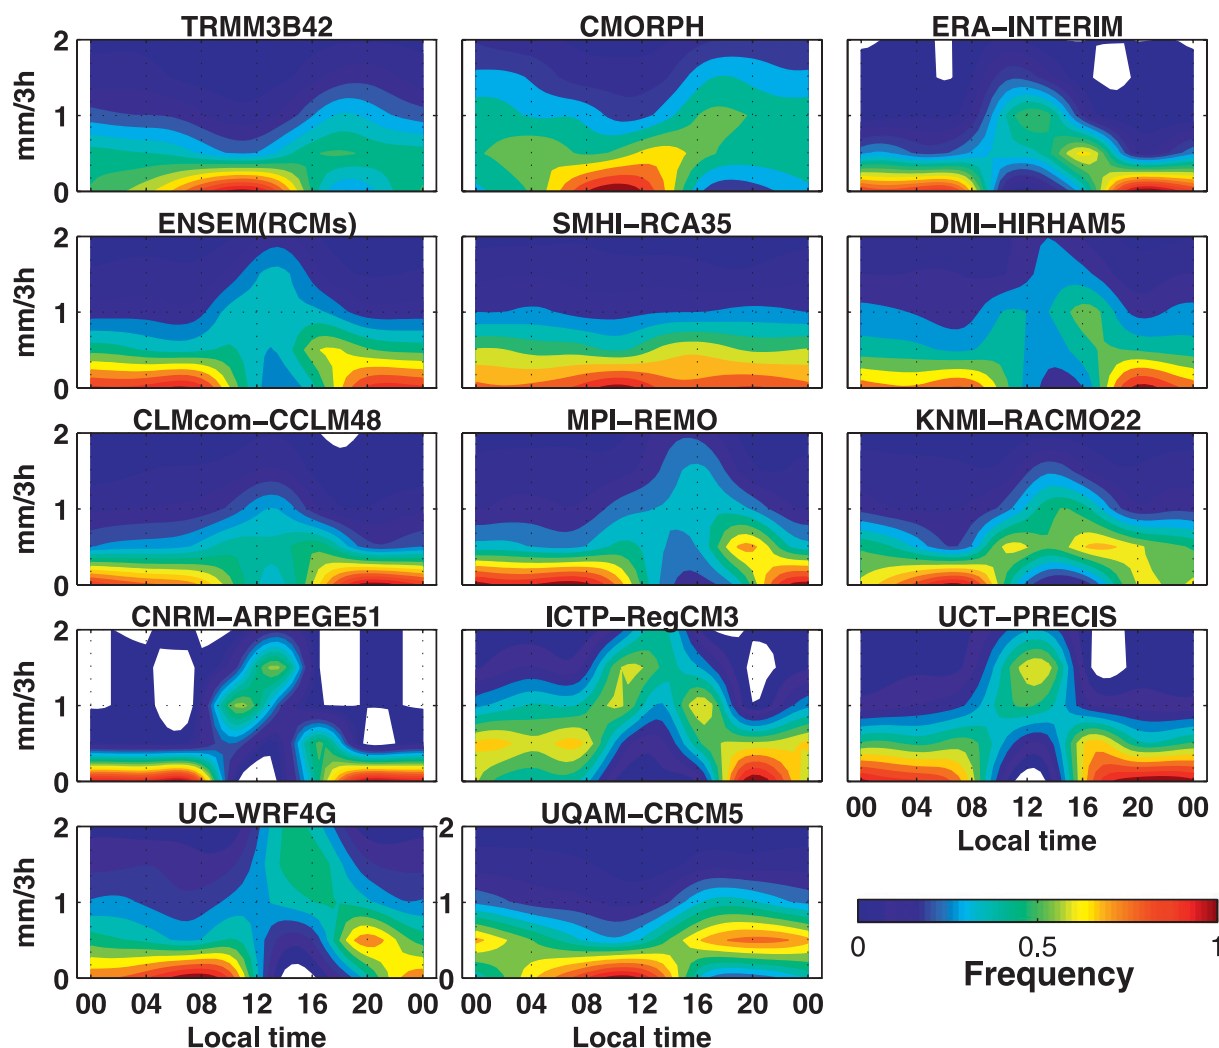 TRMM3B42 CMORPH ERA–INTERIM
2 1 0 mm/3h
ENSEM(RCMs) SMHI–RCA35 DMI–HIRHAM5
2 1 0 mm/3h
CLMcom–CCLM48 MPI–REMO KNMI–RACMO22
2 1 0 mm/3h
CNRM–ARPEGE51 ICTP–RegCM3 UCT–PRECIS
2 1 0 mm/3h
00 04 08 12 16 20 00
Local time
UC–WRF4G UQAM–CRCM5
2 1 0 mm/3h
2 1 0
00 04 08 12 16 20 00 00 04 08 12 16 20 00
Local time Local time
0 0.5 1
Frequency